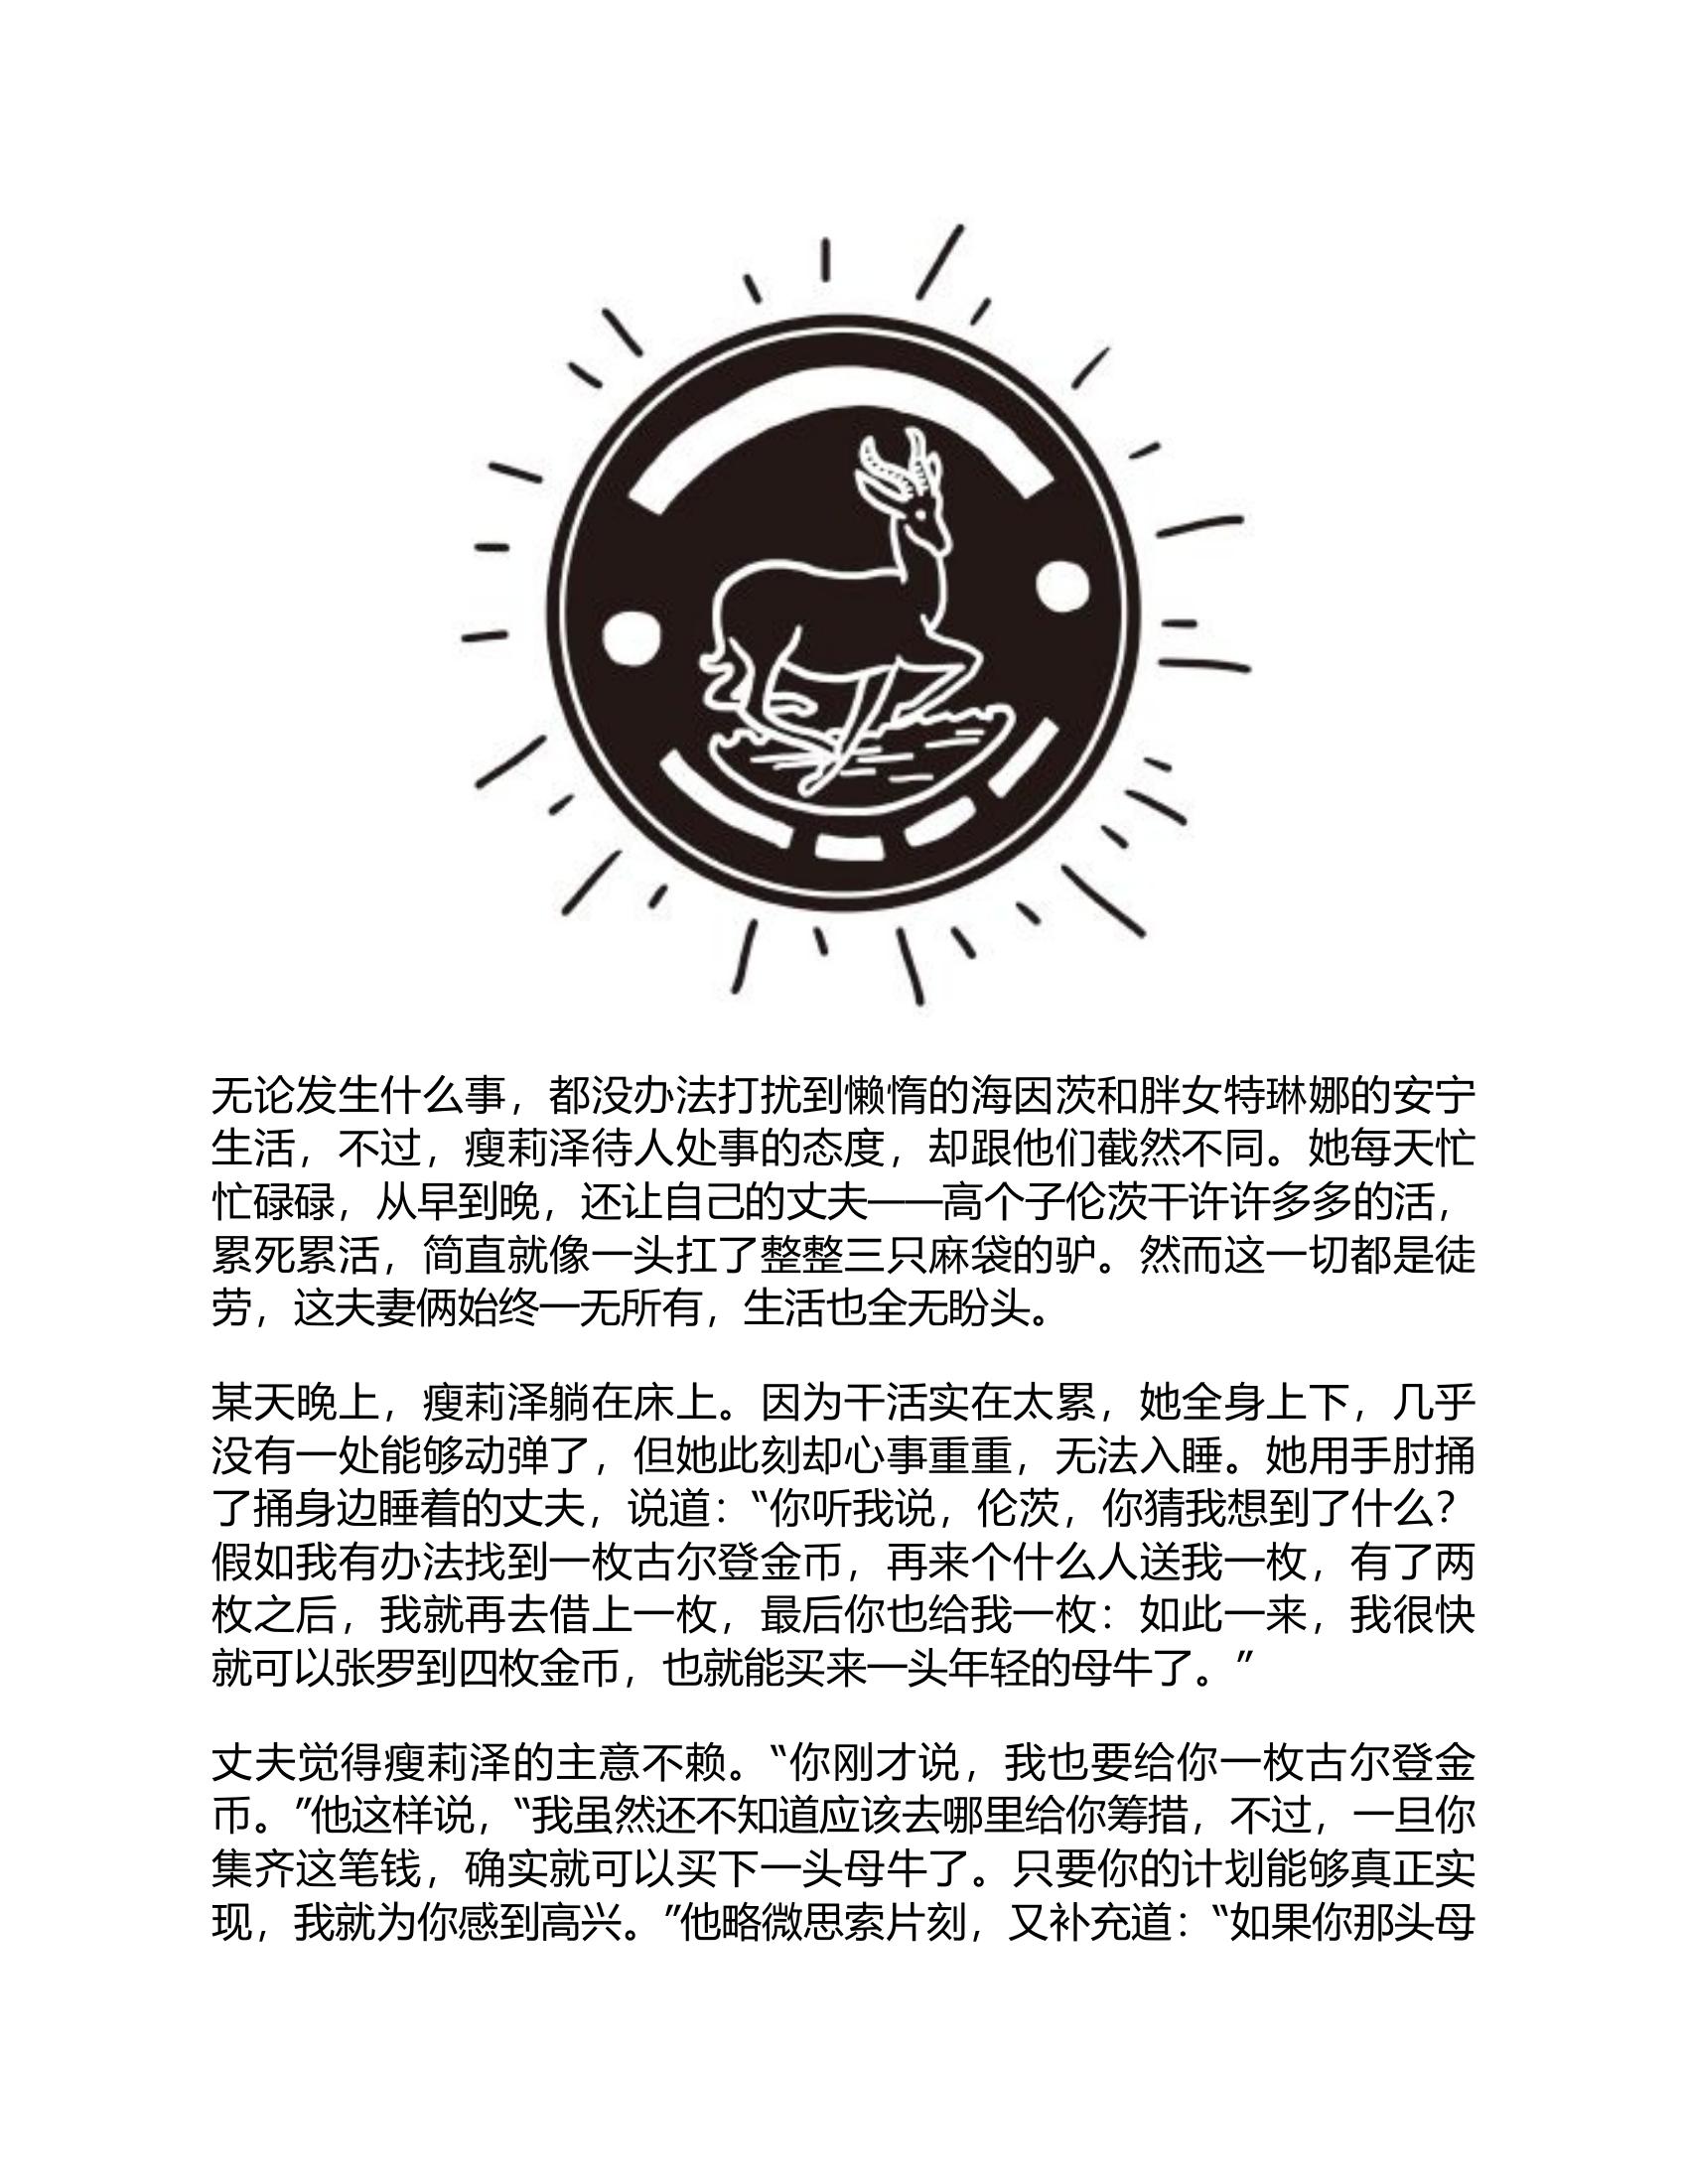 无论发生什么事，都没办法打扰到懒惰的海因茨和胖女特琳娜的安宁
生活，不过，瘦莉泽待人处事的态度，却跟他们截然不同。她每天忙
忙碌碌，从早到晚，还让自己的丈夫——高个子伦茨干许许多多的活，
累死累活，简直就像一头扛了整整三只麻袋的驴。然而这一切都是徒
劳，这夫妻俩始终一无所有，生活也全无盼头。
某天晚上，瘦莉泽躺在床上。因为干活实在太累，她全身上下，几乎
没有一处能够动弹了，但她此刻却心事重重，无法入睡。她用手肘捅
了捅身边睡着的丈夫，说道：“你听我说，伦茨，你猜我想到了什么？
假如我有办法找到一枚古尔登金币，再来个什么人送我一枚，有了两
枚之后，我就再去借上一枚，最后你也给我一枚：如此一来，我很快
就可以张罗到四枚金币，也就能买来一头年轻的母牛了。”
丈夫觉得瘦莉泽的主意不赖。“你刚才说，我也要给你一枚古尔登金
币。”他这样说，“我虽然还不知道应该去哪里给你筹措，不过，一旦你
集齐这笔钱，确实就可以买下一头母牛了。只要你的计划能够真正实
现，我就为你感到高兴。”他略微思索片刻，又补充道：“如果你那头母